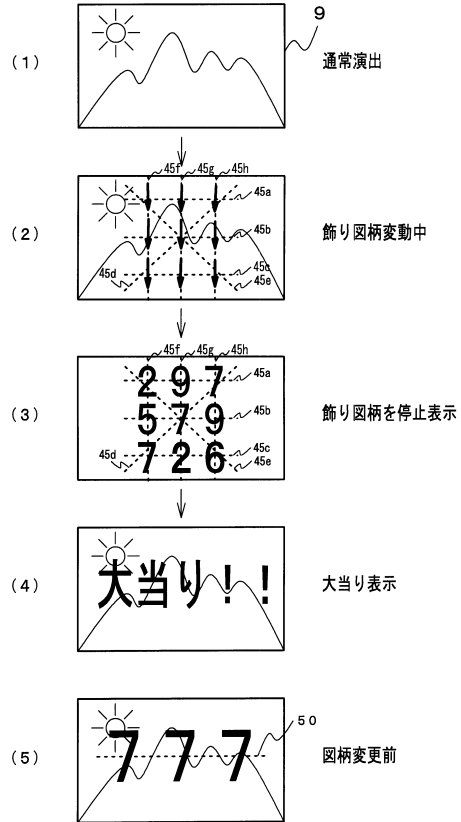 9
(1)
通常演出
45f 45g 45h
45a
(2)
45b
飾り図柄変動中
45c
45d
45e
45f 45g 45h
2 9 7
45a
(3)
5 7 9
45b
飾り図柄を停止表示
45d
7 2 6
45c
45e
(4)
大当り！！
大当り表示
50
(5)
7 7 7
図柄変更前